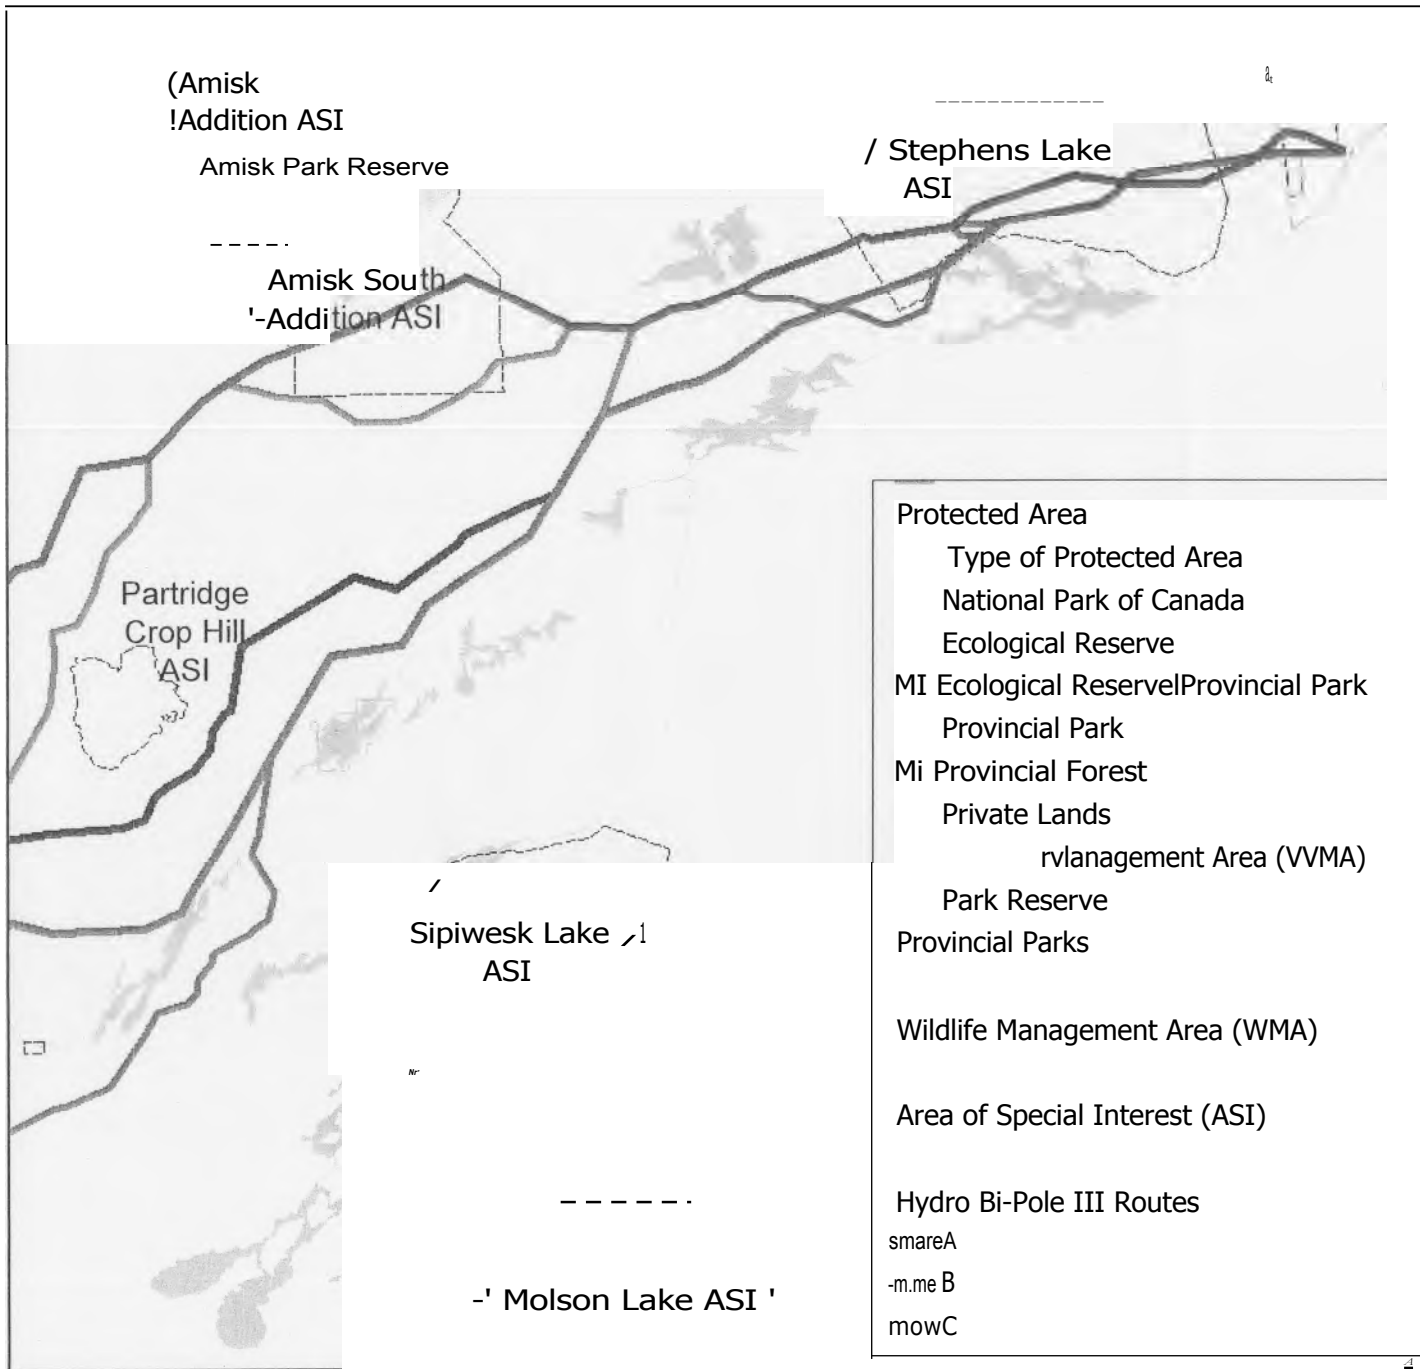 (Amisk
!Addition ASI
Amisk Park Reserve
Amisk South
'-Addition ASI
/ Stephens Lake
ASI
Partridge
Crop Hill
ASI
Sipiwesk Lake
ASI
-' Molson Lake ASI '
Protected Area
Type of Protected Area
National Park of Canada
Ecological Reserve
MI Ecological ReservelProvincial Park
Provincial Park
Mi Provincial Forest
Private Lands
rvlanagement Area (VVMA)
Park Reserve
Provincial Parks
Wildlife Management Area (WMA)
Area of Special Interest (ASI)
Hydro Bi-Pole III Routes
smareA
-m.me B
mowC